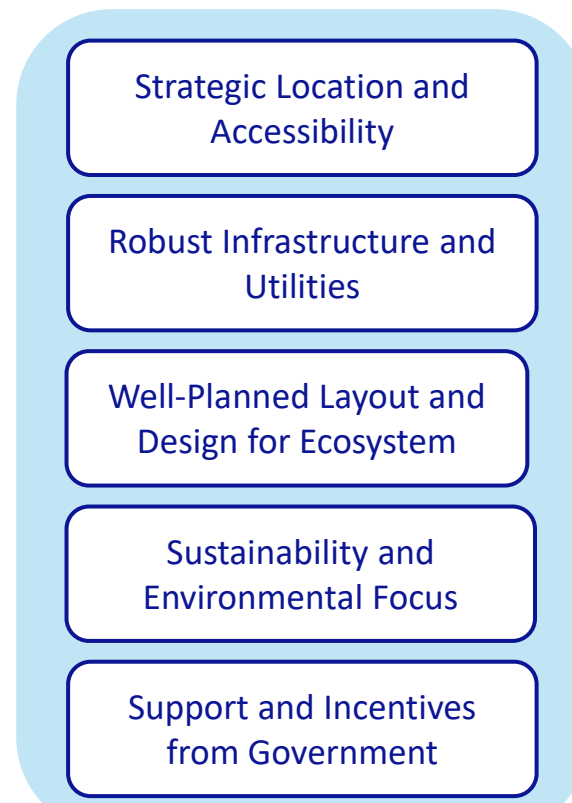 Strategic Location and
Accessibility
Robust Infrastructure and
Utilities
Well-Planned Layout and
Design for Ecosystem
Sustainability and
Environmental Focus
Support and Incentives
from Government